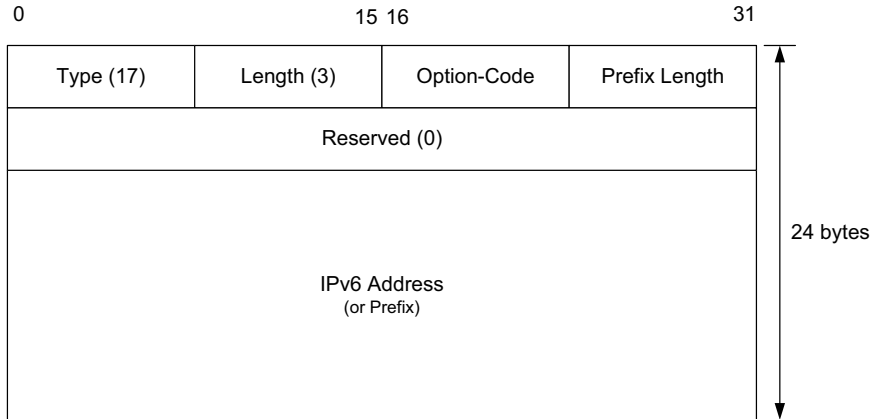 0 15 16 31
Type (17) Length (3) Option-Code Prefix Length
Reserved (0)
24 bytes
IPv6 Address
(or Prefix)